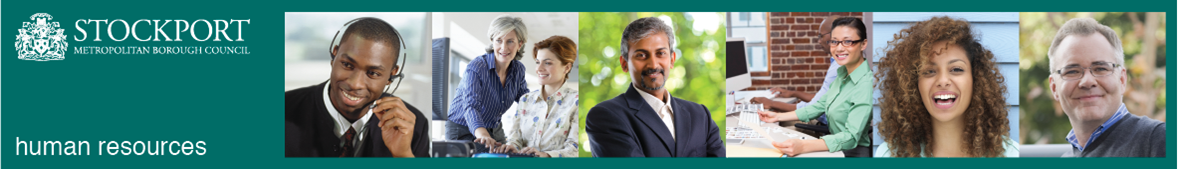 STOCKPORT
METROPOLITAN BOROUGH COUNCIL
human resources